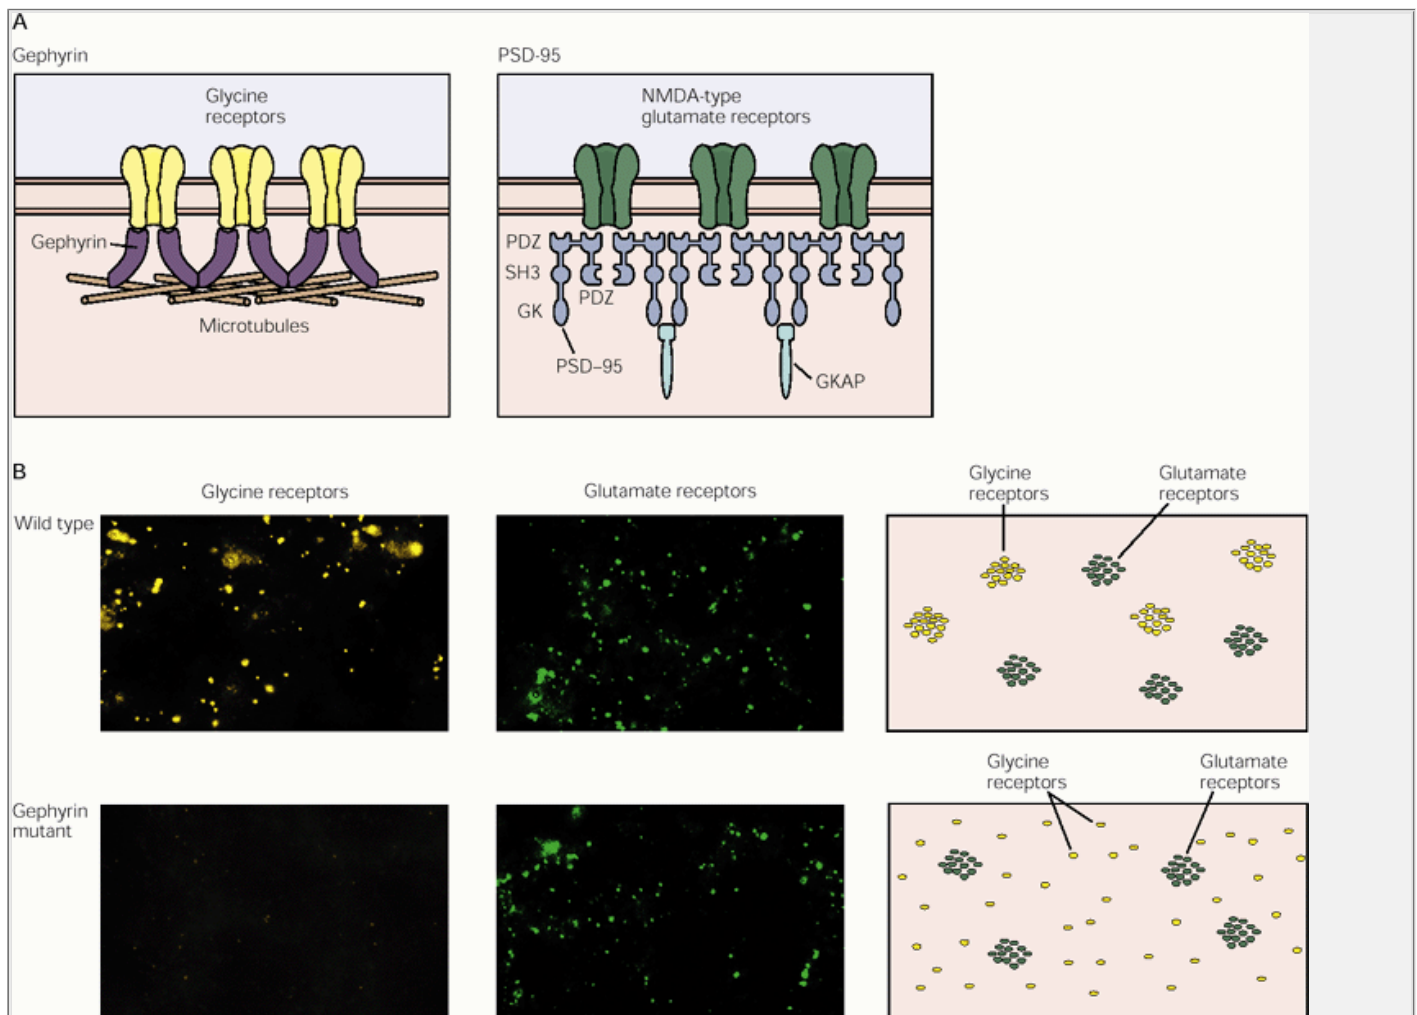 A
Gephyrin
PSD-95
Glycine
receptors
NMDA-type
glutamate receptors
Gephyrin
PDZ
SH3
PDZ
GK
Microtubules
PSD–95
GKAP
B
Glycine receptors
Glutamate receptors
Glycine
receptors
Glutamate
receptors
Wild type
Glycine
receptors
Glutamate
receptors
Gephyrin
mutant